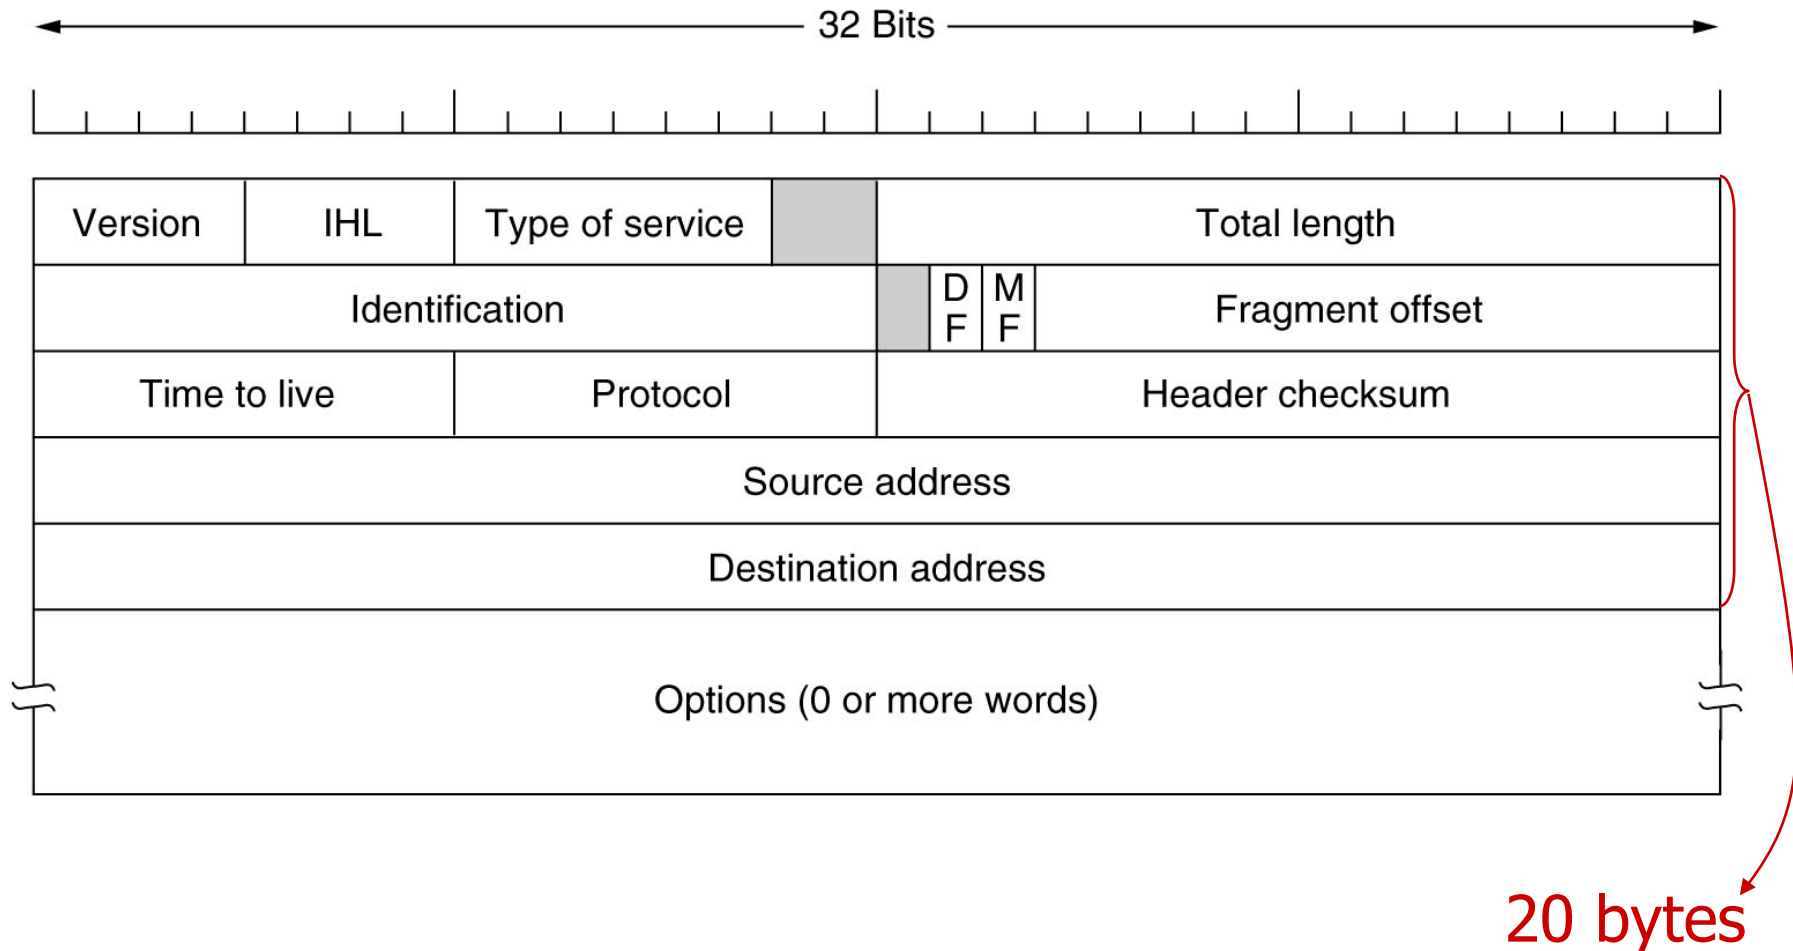 32 Bits
Version IHL Type of service Total length
Identification D F M F Fragment offset
Time to live Protocol Header checksum
Source address
Destination address
Options (0 or more words)
20 bytes